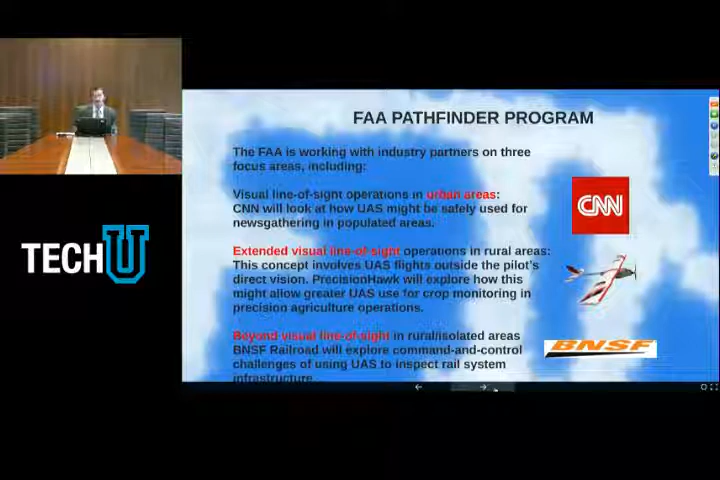 FAA PATHFINDER PROGRAM
The FAA is working with industry partners on three
focus areas, including:
Visual line-of-sight operations in urban areas:
CNN will look at how UAS might be safely used for
newsgathering in populated areas.
CNN
Extended visual line-of-sight operations in rural areas:
This concept involves UAS flights outside the pilot's
direct vision. PrecisionHawk will explore how this
might allow greater UAS use for crop monitoring in
precision agriculture operations.
Beyond visual line-of-sight in rural/isolated areas
BNSF Railroad will explore command-and-control
challenges of using UAS to inspect rail system
infrastructure.
BNSF
TECH U